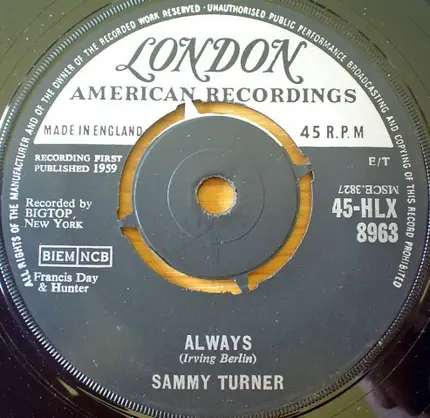 ALL RIGHTS OF THE MANUFACTURER AND OF THE OWNER OF THE RECORDED WORK RESERVED · UNAUTHORISED PUBLIC PERFORMANCE BROADCASTING AND COPYING OF THIS RECORD PROHIBITED
LONDON
AMERICAN RECORDINGS
MADE IN ENGLAND
45 R.P.M
RECORDING FIRST
PUBLISHED 1959
E/T
MSCE.3827
Recorded by
BIGTOP,
New York
45-HLX
8963
BIEM NCB
Francis Day
& Hunter
ALWAYS
(Irving Berlin)
SAMMY TURNER